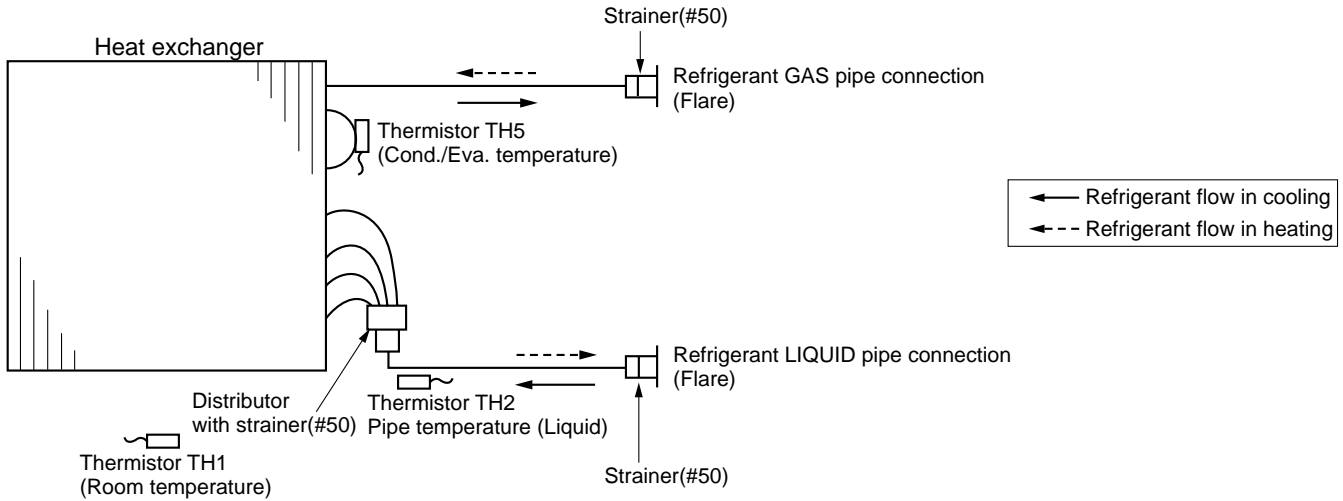 Strainer(#50)
Heat exchanger
Refrigerant GAS pipe connection
(Flare)
Thermistor TH5
(Cond./Eva. temperature)
Refrigerant flow in cooling
Refrigerant flow in heating
Refrigerant LIQUID pipe connection
(Flare)
Distributor
with strainer(#50)
Thermistor TH2
Pipe temperature (Liquid)
Thermistor TH1
(Room temperature)
Strainer(#50)